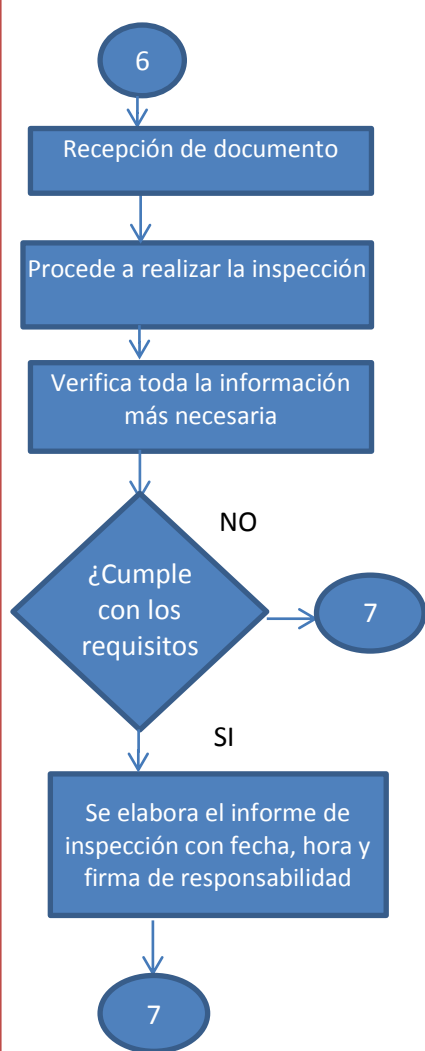 6
Recepción de documento
Procede a realizar la inspección
Verifica toda la información
más necesaria
NO
¿Cumple
con los
requisitos
7
SI
Se elabora el informe de
inspección con fecha, hora y
firma de responsabilidad
7